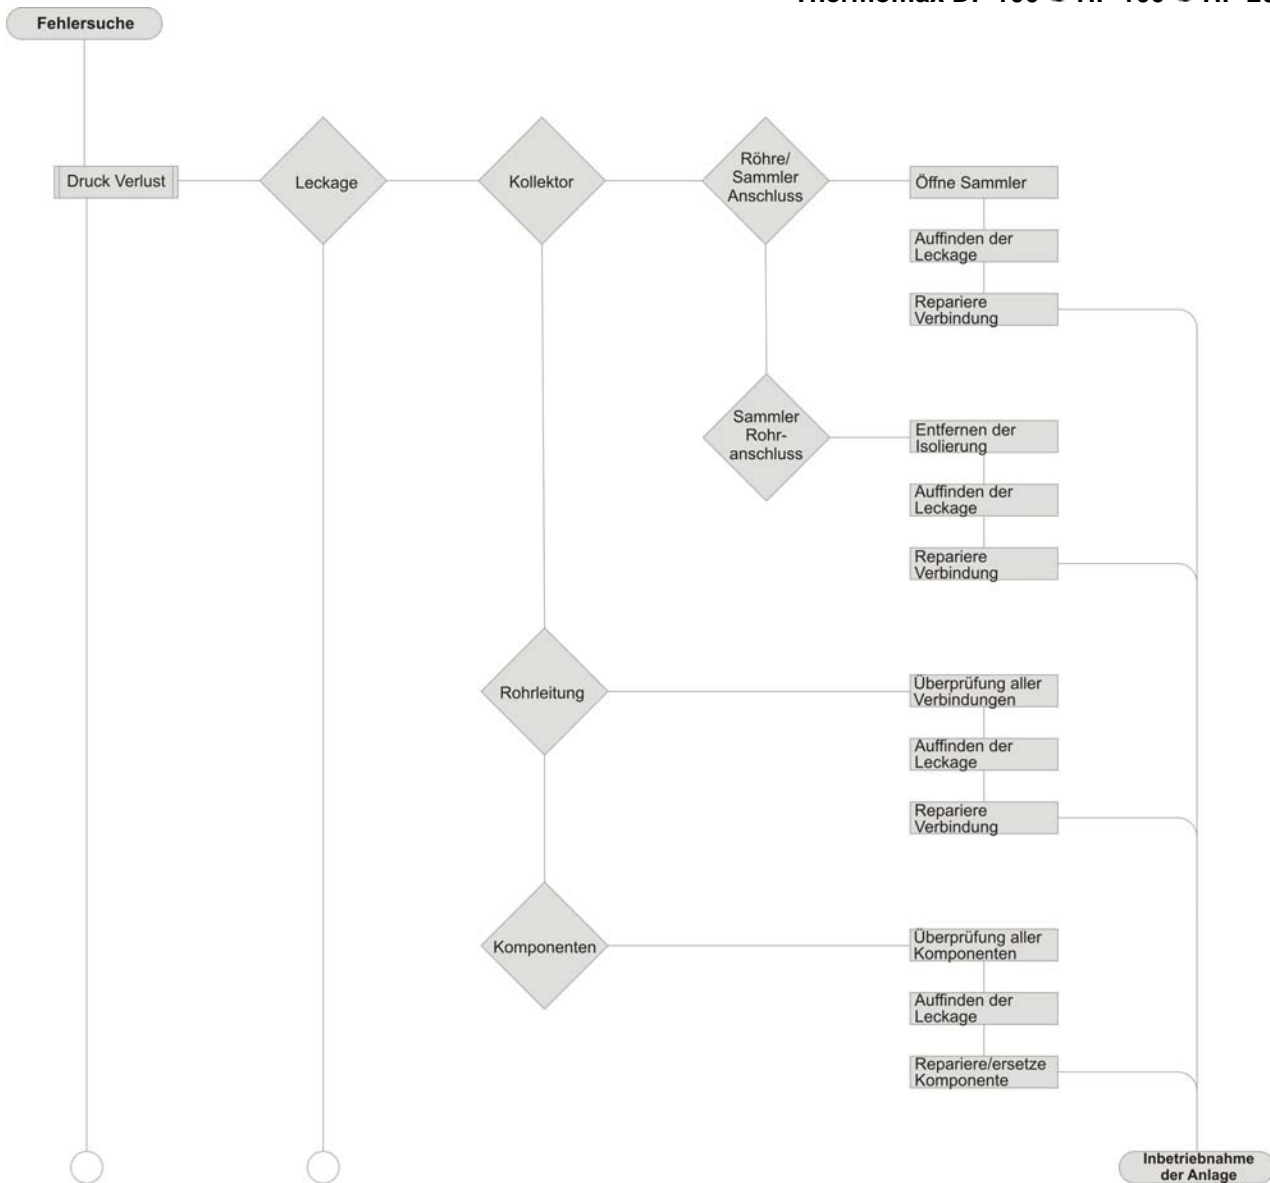 Fehlersuche
Druck Verlust
Leckage
Kollektor
Röhre/
Sammler
Anschluss
Öffne Sammler
Auffinden der
Leckage
Repariere
Verbindung
Sammler
Rohr-
anschluss
Entfernen der
Isolierung
Auffinden der
Leckage
Repariere
Verbindung
Rohrleitung
Überprüfung aller
Verbindungen
Auffinden der
Leckage
Repariere
Verbindung
Komponenten
Überprüfung aller
Komponenten
Auffinden der
Leckage
Repariere/ersetze
Komponente
Inbetriebnahme
der Anlage